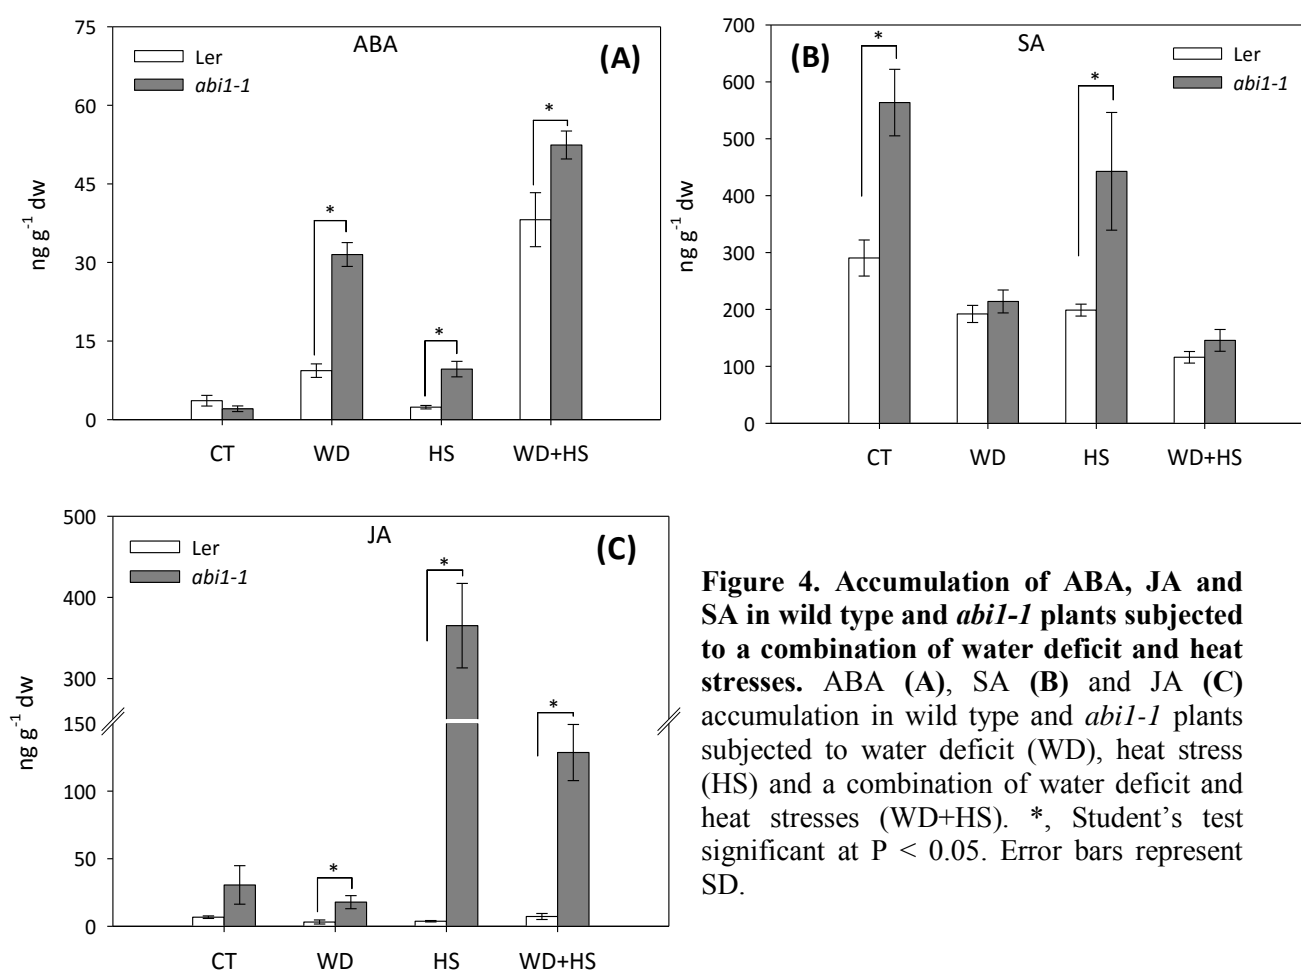 ABA
(A)
Ler
abi1-1
75
60
45
30
15
0
ng g-1 dw
*
*
*
CT WD HS WD+HS
SA
(B)
Ler
abi1-1
700
600
500
400
300
200
100
0
ng g-1 dw
*
*
CT WD HS WD+HS
JA
(C)
Ler
abi1-1
500
400
300
150
100
50
0
ng g-1 dw
*
*
*
CT WD HS WD+HS
Figure 4. Accumulation of ABA, JA and
SA in wild type and abi1-1 plants subjected
to a combination of water deficit and heat
stresses. ABA (A), SA (B) and JA (C)
accumulation in wild type and abi1-1 plants
subjected to water deficit (WD), heat stress
(HS) and a combination of water deficit and
heat stresses (WD+HS). *, Student’s test
significant at P < 0.05. Error bars represent
SD.